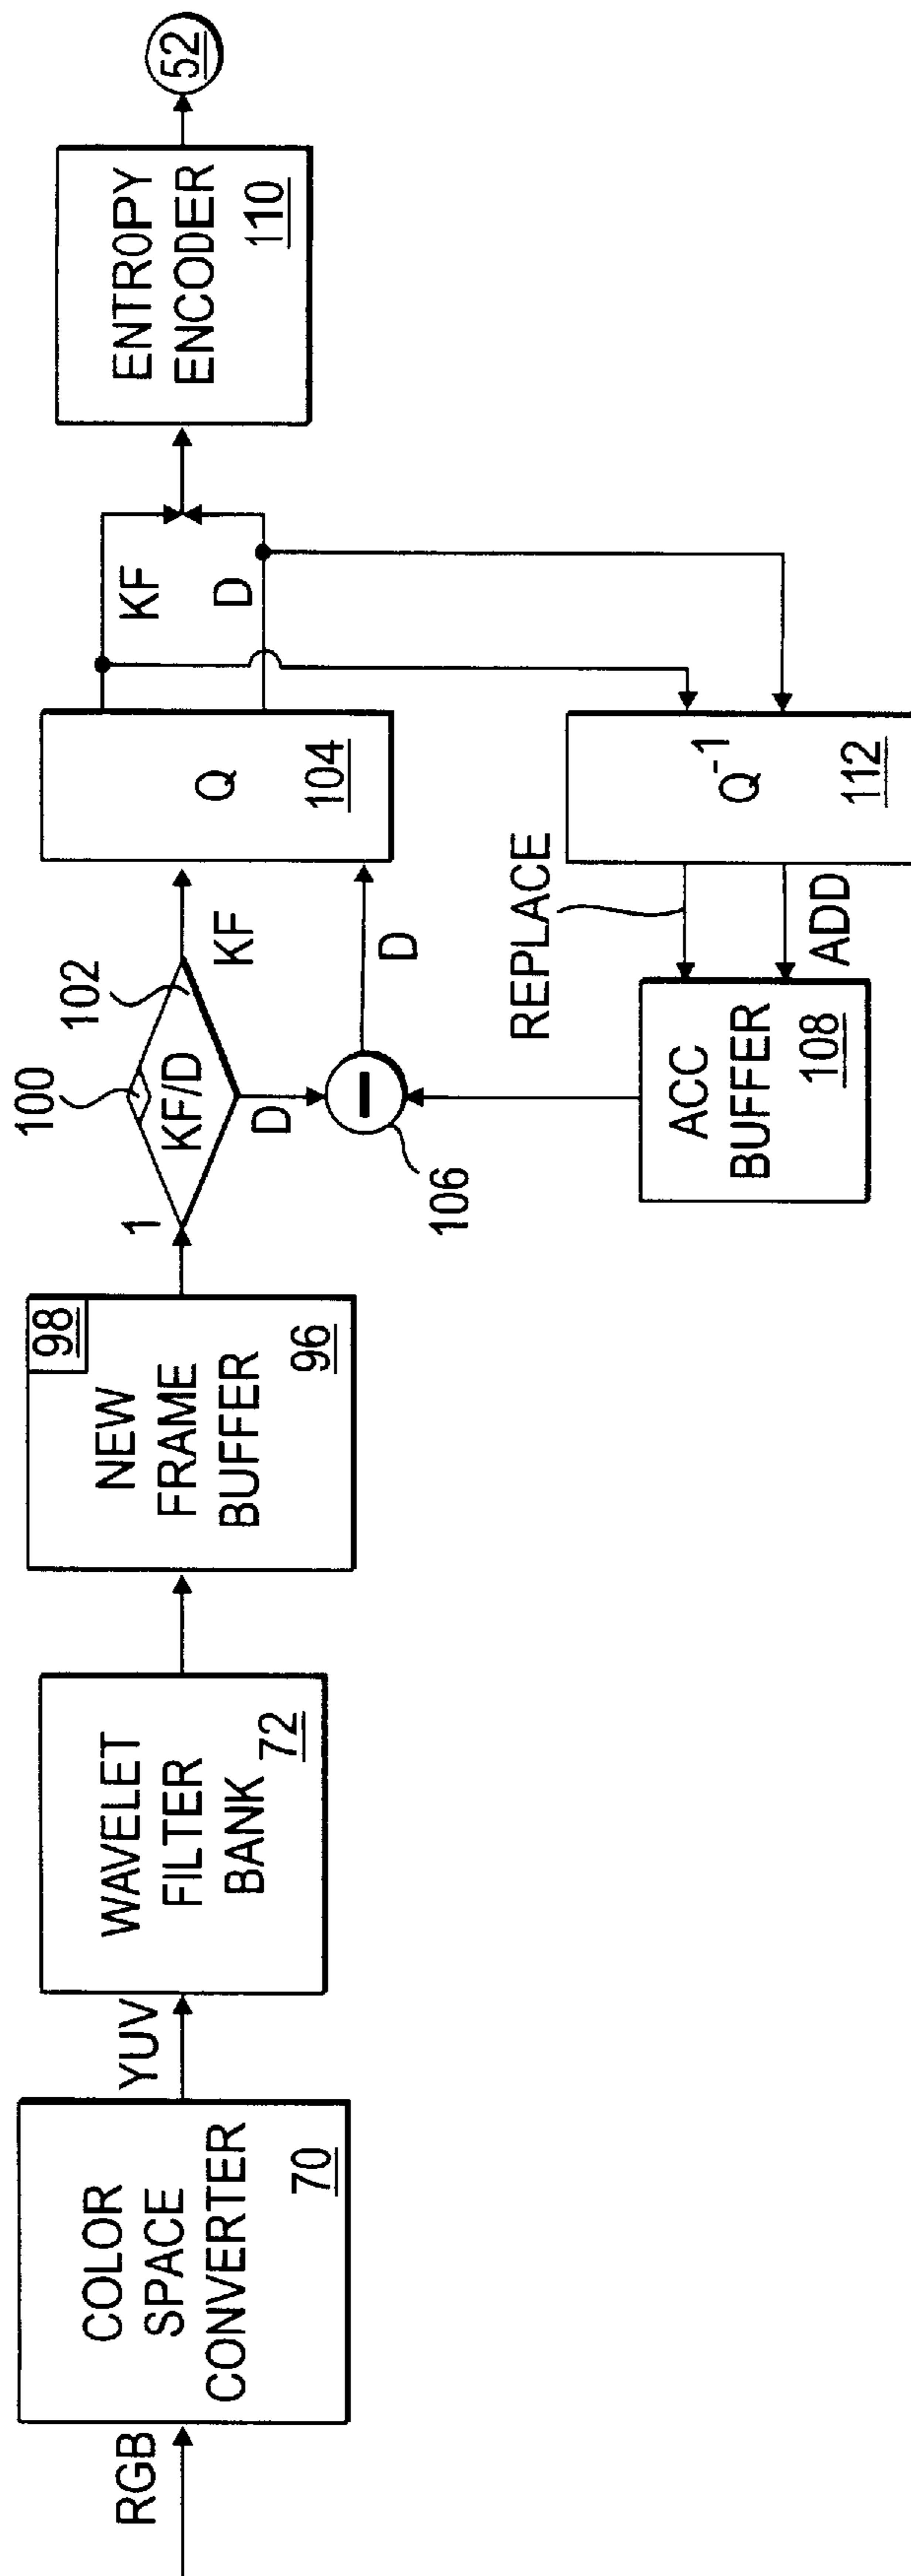 RGB
COLOR
SPACE
CONVERTER
70
YUV
WAVELET
FILTER
BANK
72
98
NEW
FRAME
BUFFER
96
1
100
102
KF/D
KF
D
106
D
Q
104
KF
D
ENTROPY
ENCODER
110
52
ACC
BUFFER
108
REPLACE
ADD
Q-1
112